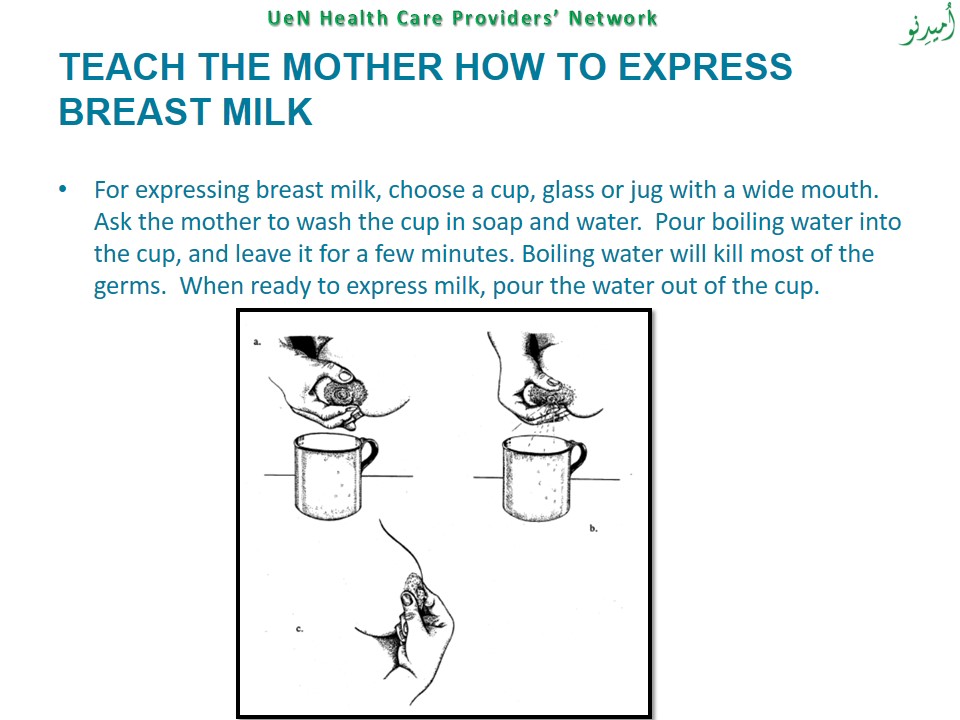 UeN Health Care Providers’ Network
اُميدِنو
TEACH THE MOTHER HOW TO EXPRESS
BREAST MILK
• For expressing breast milk, choose a cup, glass or jug with a wide mouth.
Ask the mother to wash the cup in soap and water.  Pour boiling water into
the cup, and leave it for a few minutes. Boiling water will kill most of the
germs.  When ready to express milk, pour the water out of the cup.
a.
b.
c.